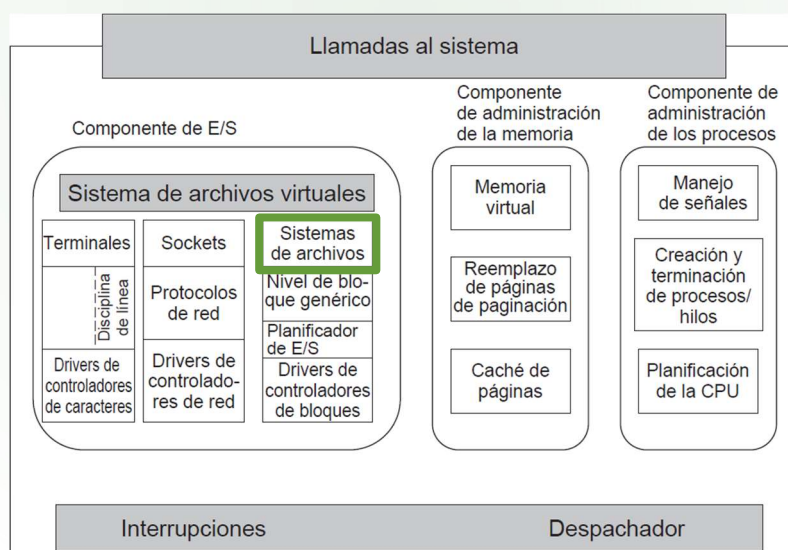 Llamadas al sistema
Componente de E/S
Componente
de administración
de la memoria
Componente de
administración
de los procesos
Sistema de archivos virtuales
Terminales
Disciplina
de línea
Drivers de
controladores
de caracteres
Sockets
Protocolos
de red
Drivers de
controlado-
res de red
Sistemas
de archivos
Nivel de blo-
que genérico
Planificador
de E/S
Drivers de
controladores
de bloques
Memoria
virtual
Reemplazo
de páginas
de paginación
Caché de
páginas
Manejo
de señales
Creación y
terminación
de procesos/
hilos
Planificación
de la CPU
Interrupciones
Despachador